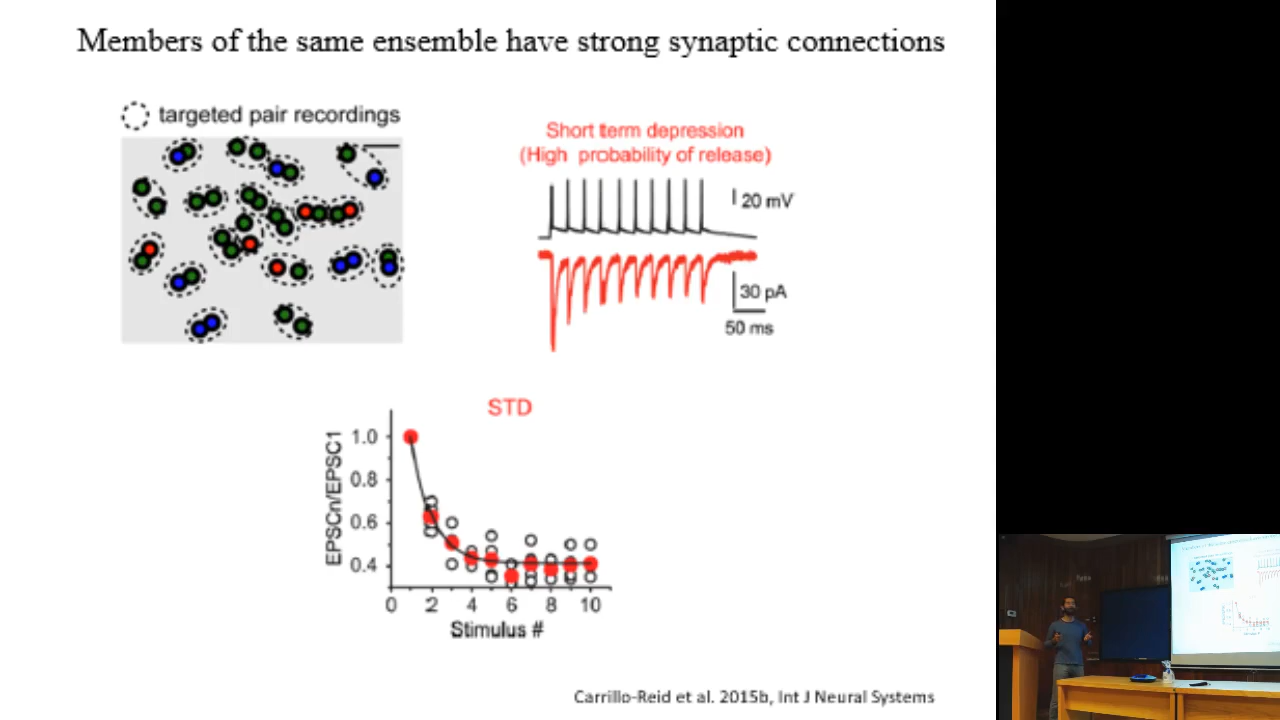 Members of the same ensemble have strong synaptic connections
targeted pair recordings
Short term depression
(High probability of release)
20 mV
30 pA
50 ms
STD
EPSCn/EPSC1
1.0
0.8
0.6
0.4
0 2 4 6 8 10
Stimulus #
Carrillo-Reid et al. 2015b, Int J Neural Systems